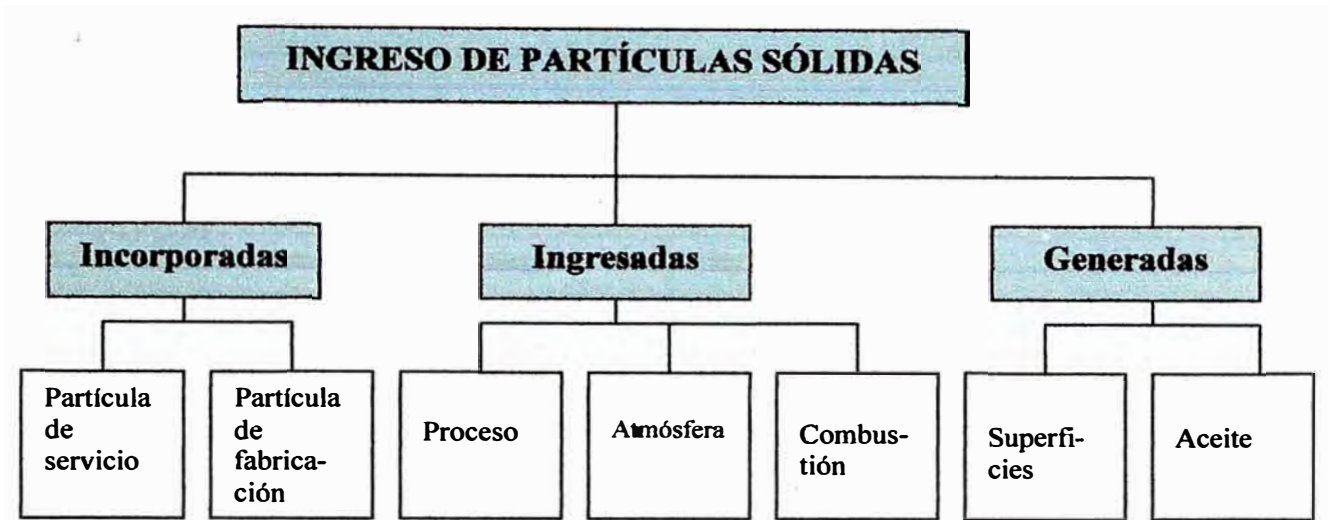 INGRESO DE PARTÍCULAS SÓLIDAS
Incorporadas
Ingresadas
Generadas
Partícula
de
servicio
Partícula
de
fabrica-
ción
Proceso
Atmósfera
Combus-
tión
Superfi-
cies
Aceite